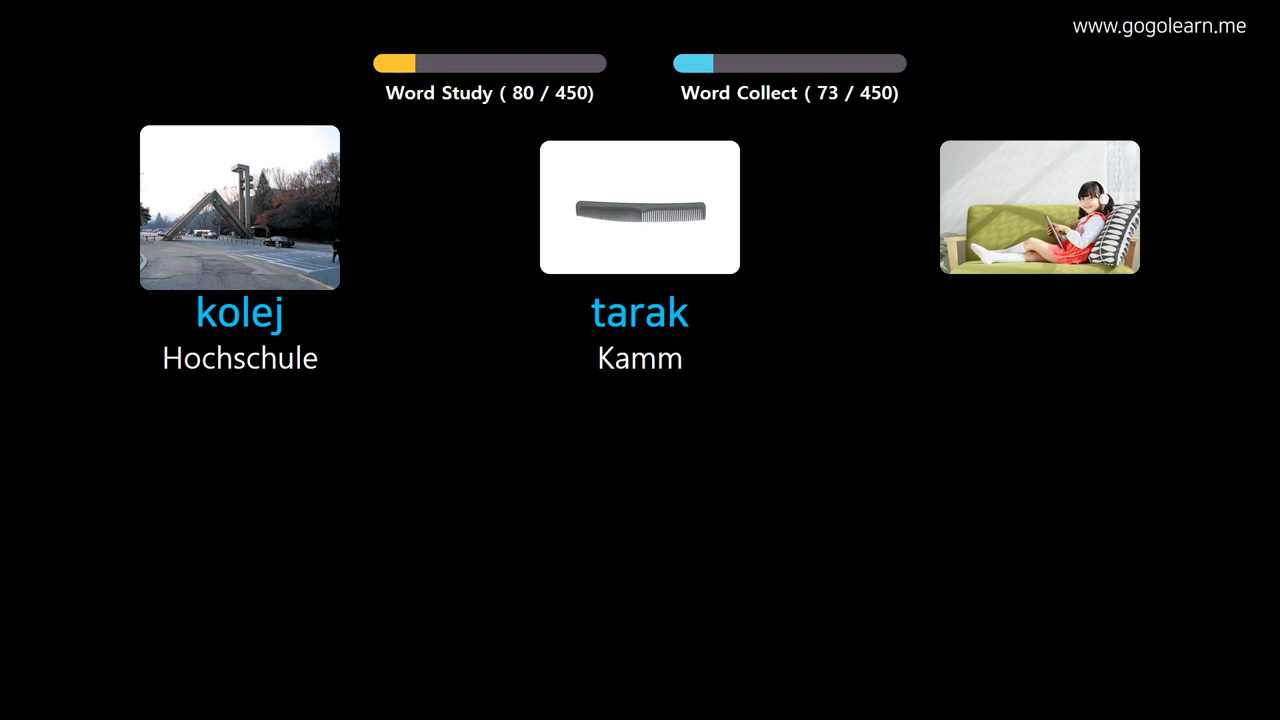 www.gogolearn.me
Word Study ( 80 / 450)
Word Collect ( 73 / 450)
kolej
Hochschule
tarak
Kamm